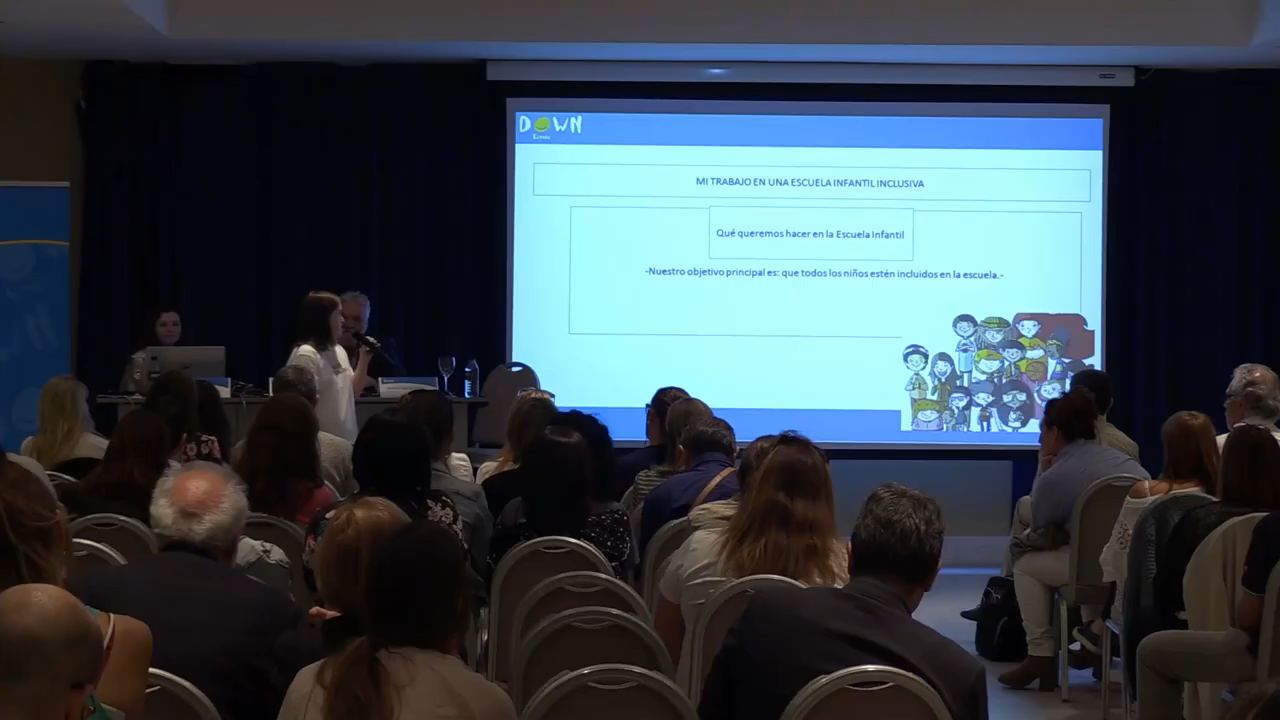 DOWN
MI TRABAJO EN UNA ESCUELA INFANTIL INCLUSIVA
Qué queremos hacer en la Escuela Infantil
-Nuestro objetivo principal es: que todos los niños estén incluidos en la escuela.-